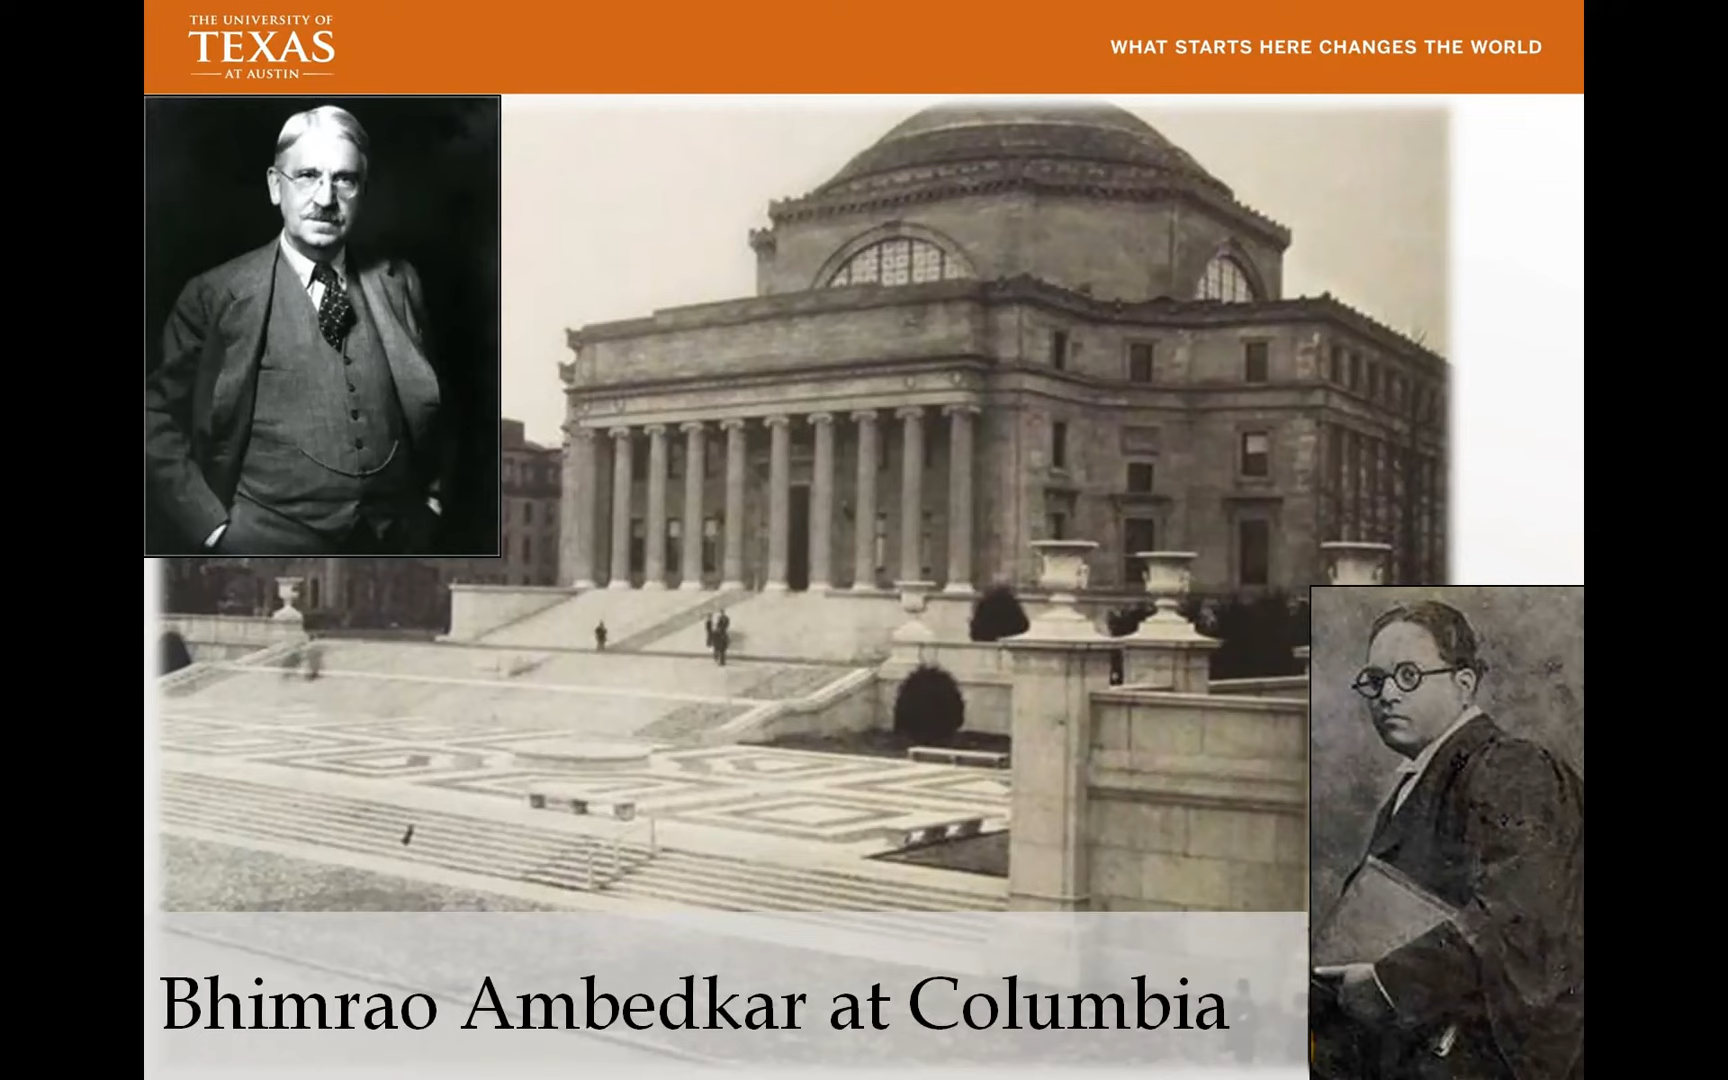 THE UNIVERSITY OF
TEXAS
AT AUSTIN
WHAT STARTS HERE CHANGES THE WORLD
Bhimrao Ambedkar at Columbia